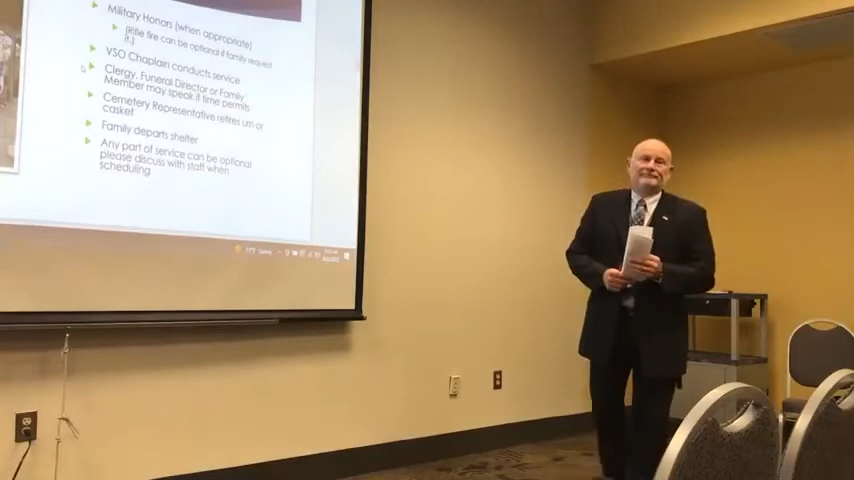 Military Honors (when appropriate)
(Rifle fire can be optional if family request
it.)
VSO Chaplain conducts service
Clergy, Funeral Director or Family
Member may speak if time permits
Cemetery Representative retires urn or
casket
Family departs shelter
Any part of service can be optional
please discuss with staff when
scheduling